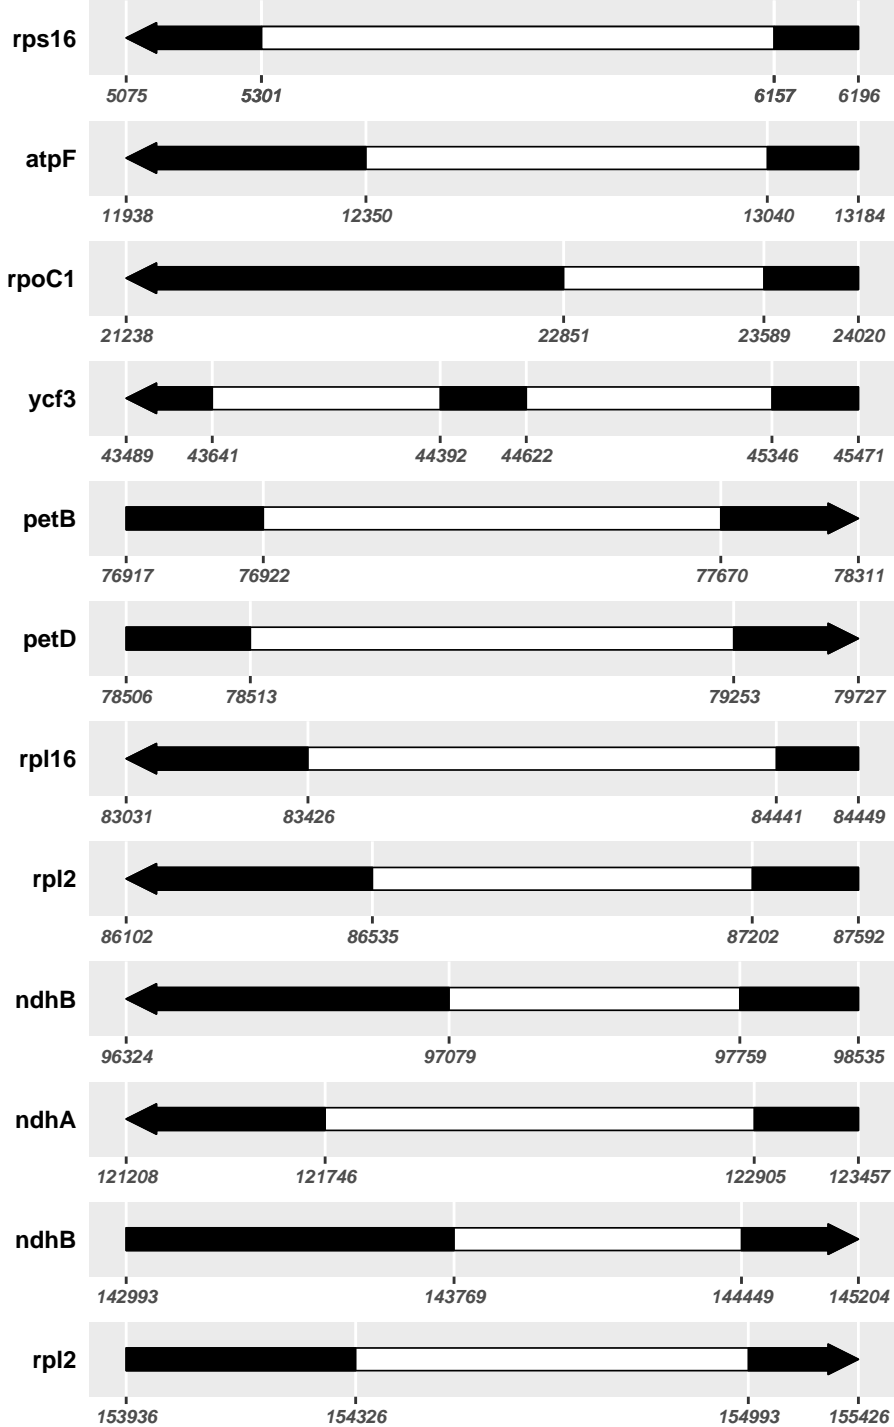 rps16
5075 5301 6157 6196
atpF
11938 12350 13040 13184
rpoC1
21238 22851 23589 24020
ycf3
43489 43641 44392 44622 45346 45471
petB
76917 76922 77670 78311
petD
78506 78513 79253 79727
rpl16
83031 83426 84441 84449
rpl2
86102 86535 87202 87592
ndhB
96324 97079 97759 98535
ndhA
121208 121746 122905 123457
ndhB
142993 143769 144449 145204
rpl2
153936 154326 154993 155426